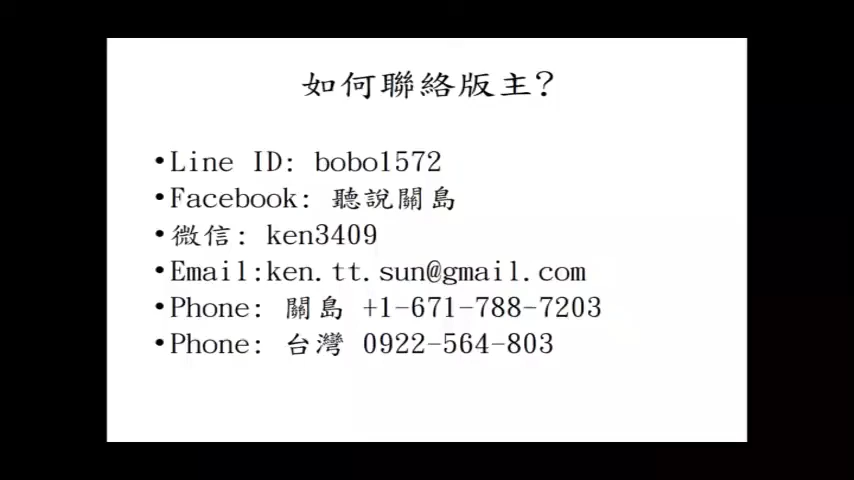 如何聯絡版主?
•Line ID: bobo1572
•Facebook: 聽說關島
•微信: ken3409
•Email:ken.tt.sun@gmail.com
•Phone: 關島 +1-671-788-7203
•Phone: 台灣 0922-564-803